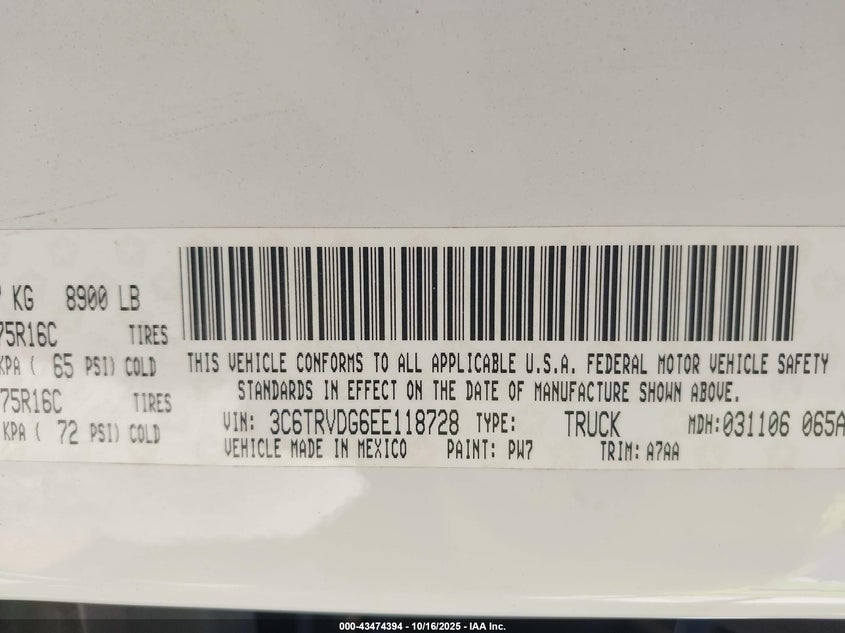 KG 8900 LB
75R16C TIRES
KPA ( 65 PSI) COLD
75R16C TIRES
KPA ( 72 PSI) COLD
THIS VEHICLE CONFORMS TO ALL APPLICABLE U.S.A. FEDERAL MOTOR VEHICLE SAFETY
STANDARDS IN EFFECT ON THE DATE OF MANUFACTURE SHOWN ABOVE.
VIN: 3C6TRVDG6EE118728 TYPE: TRUCK MDH:031106 065A
VEHICLE MADE IN MEXICO PAINT: PW7 TRIM: A7AA
000-43474394 - 10/16/2025 - IAA Inc.